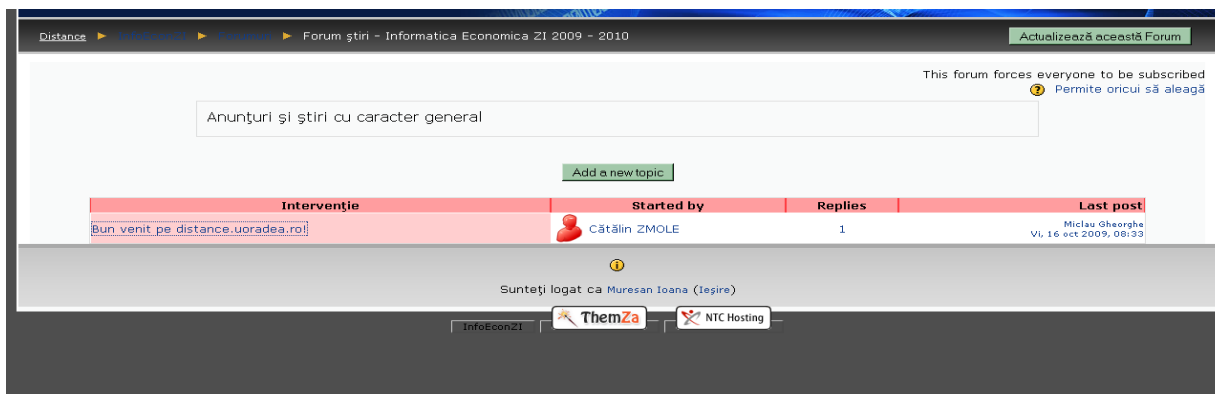 Distance ► InfoEconZI ► Forumuri ► Forum ştiri - Informatica Economica ZI 2009 - 2010
Actualizează această Forum
This forum forces everyone to be subscribed
Permite oricui să aleagă
Anunţuri şi ştiri cu caracter general
Add a new topic
Intervenţie Started by Replies Last post
Bun venit pe distance.uoradea.ro! Cătălin ZMOLE 1 Miclau Gheorghe
Vi, 16 oct 2009, 08:33
Sunteţi logat ca Muresan Ioana (Ieşire)
InfoEconZI ThemZa NTC Hosting